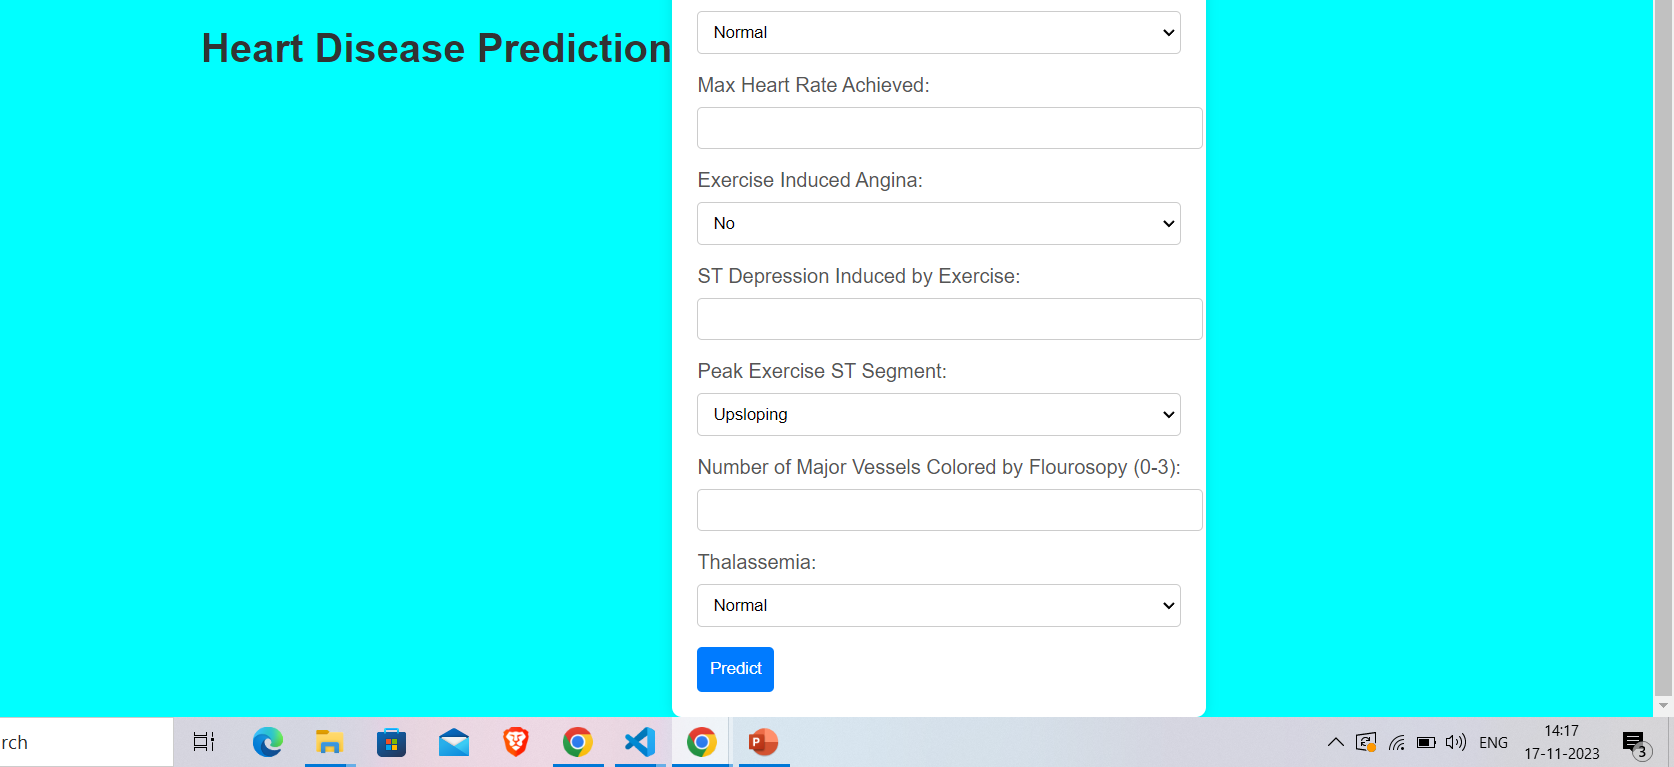 Heart Disease Prediction
Normal
Max Heart Rate Achieved:
Exercise Induced Angina:
No
ST Depression Induced by Exercise:
Peak Exercise ST Segment:
Upsloping
Number of Major Vessels Colored by Flourosopy (0-3):
Thalassemia:
Normal
Predict
rch
P
ENG
14:17
17-11-2023
3